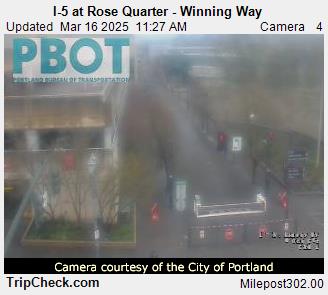 I-5 at Rose Quarter - Winning Way
Updated Mar 16 2025 11:27 AM Camera 4
PBOT
PORTLAND BUREAU OF TRANSPORTATION
Camera courtesy of the City of Portland
TripCheck.com Milepost302.00